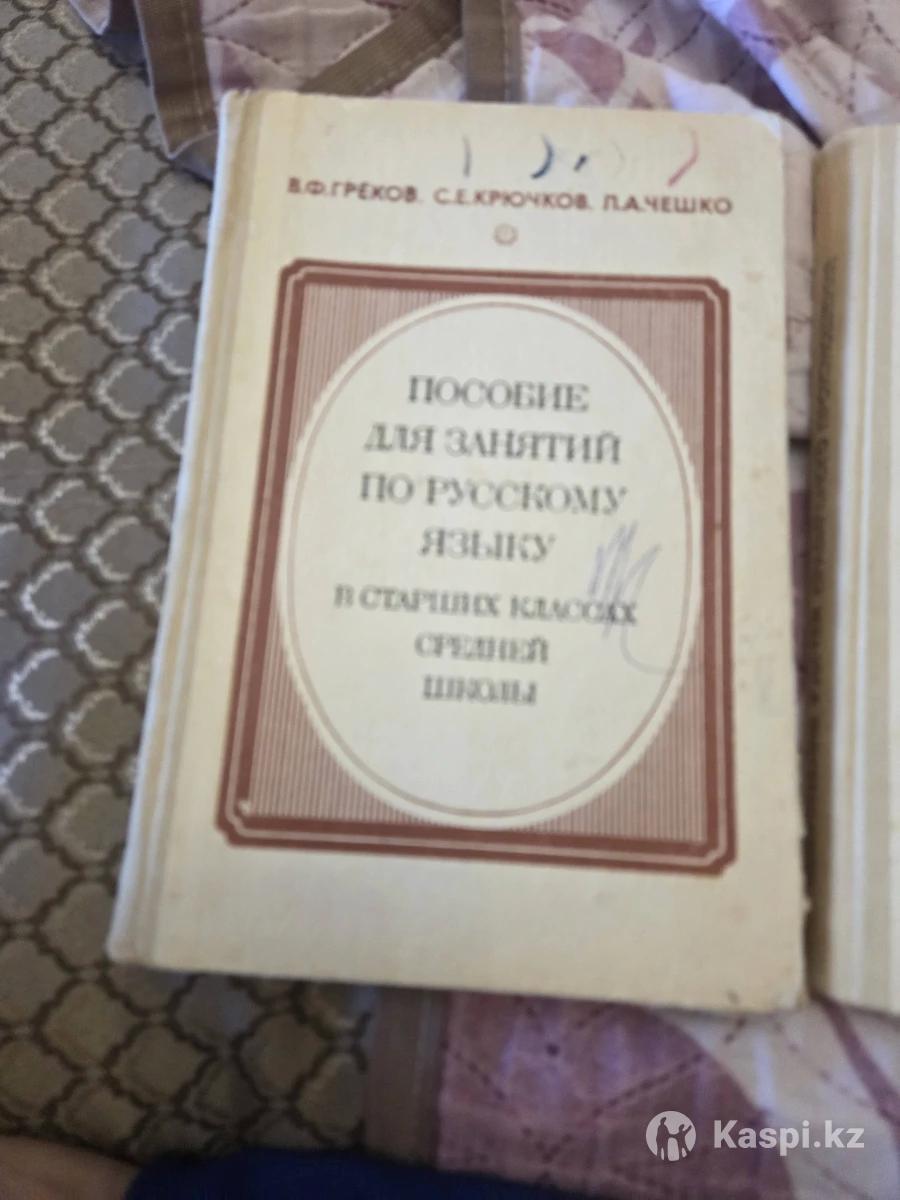 В.Ф.ГРЕКОВ, С.Е.КРЮЧКОВ, Л.А.ЧЕШКО
ПОСОБИЕ
ДЛЯ ЗАНЯТИЙ
ПО РУССКОМУ
ЯЗЫКУ
В СТАРШИХ КЛАССАХ
СРЕДНЕЙ
ШКОЛЫ
Kaspi.kz